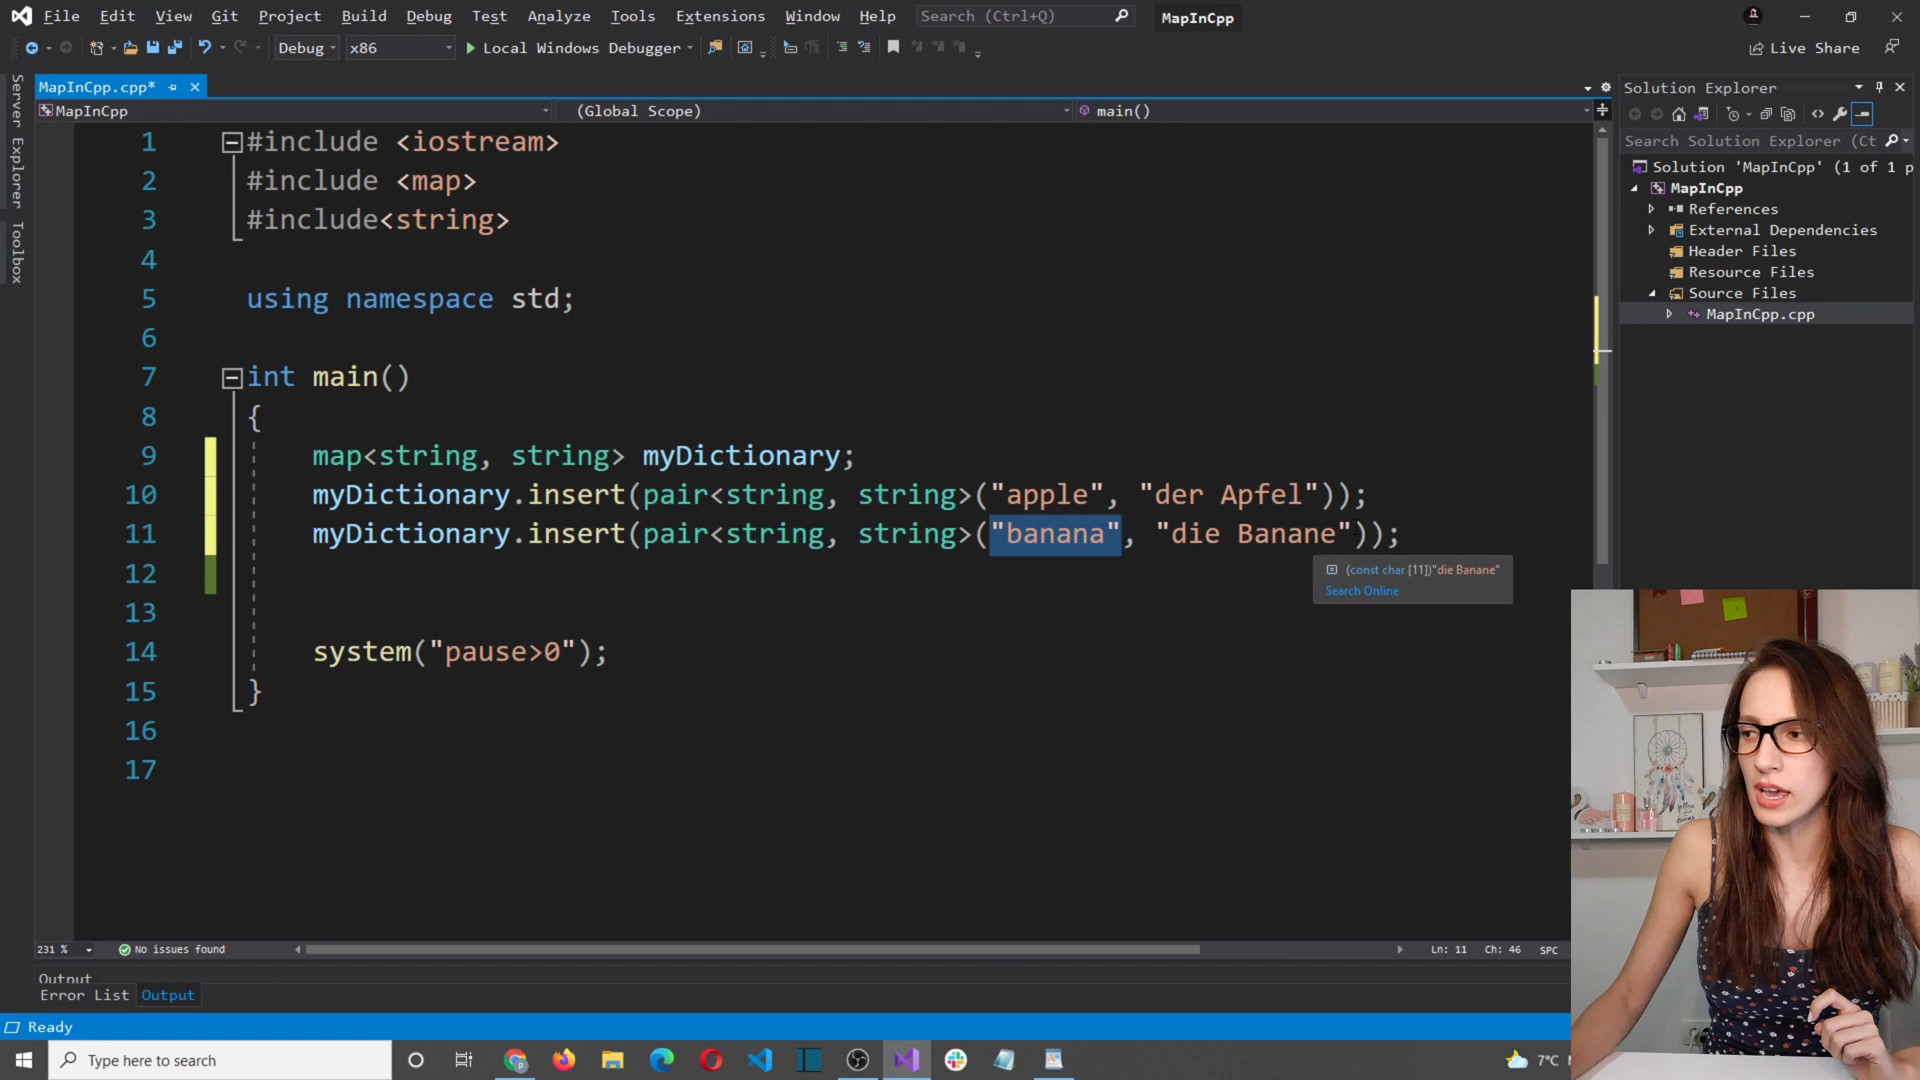 File Edit View Git Project Build Debug Test Analyze Tools Extensions Window Help Search (Ctrl+Q) MapInCpp
Debug x86 Local Windows Debugger Live Share
Server Explorer
Toolbox
MapInCpp.cpp*
MapInCpp (Global Scope) main()
1 #include <iostream>
2 #include <map>
3 #include<string>
4
5 using namespace std;
6
7 int main()
8 {
9 map<string, string> myDictionary;
10 myDictionary.insert(pair<string, string>("apple", "der Apfel"));
11 myDictionary.insert(pair<string, string>("banana", "die Banane"));
12
13
14 system("pause>0");
15 }
16
17
(const char [11])"die Banane"
Search Online
Solution Explorer
Search Solution Explorer (Ct
Solution 'MapInCpp' (1 of 1 p
MapInCpp
References
External Dependencies
Header Files
Resource Files
Source Files
MapInCpp.cpp
231 % No issues found Ln: 11 Ch: 46 SPC
Output
Error List Output
Ready
Type here to search
7°C